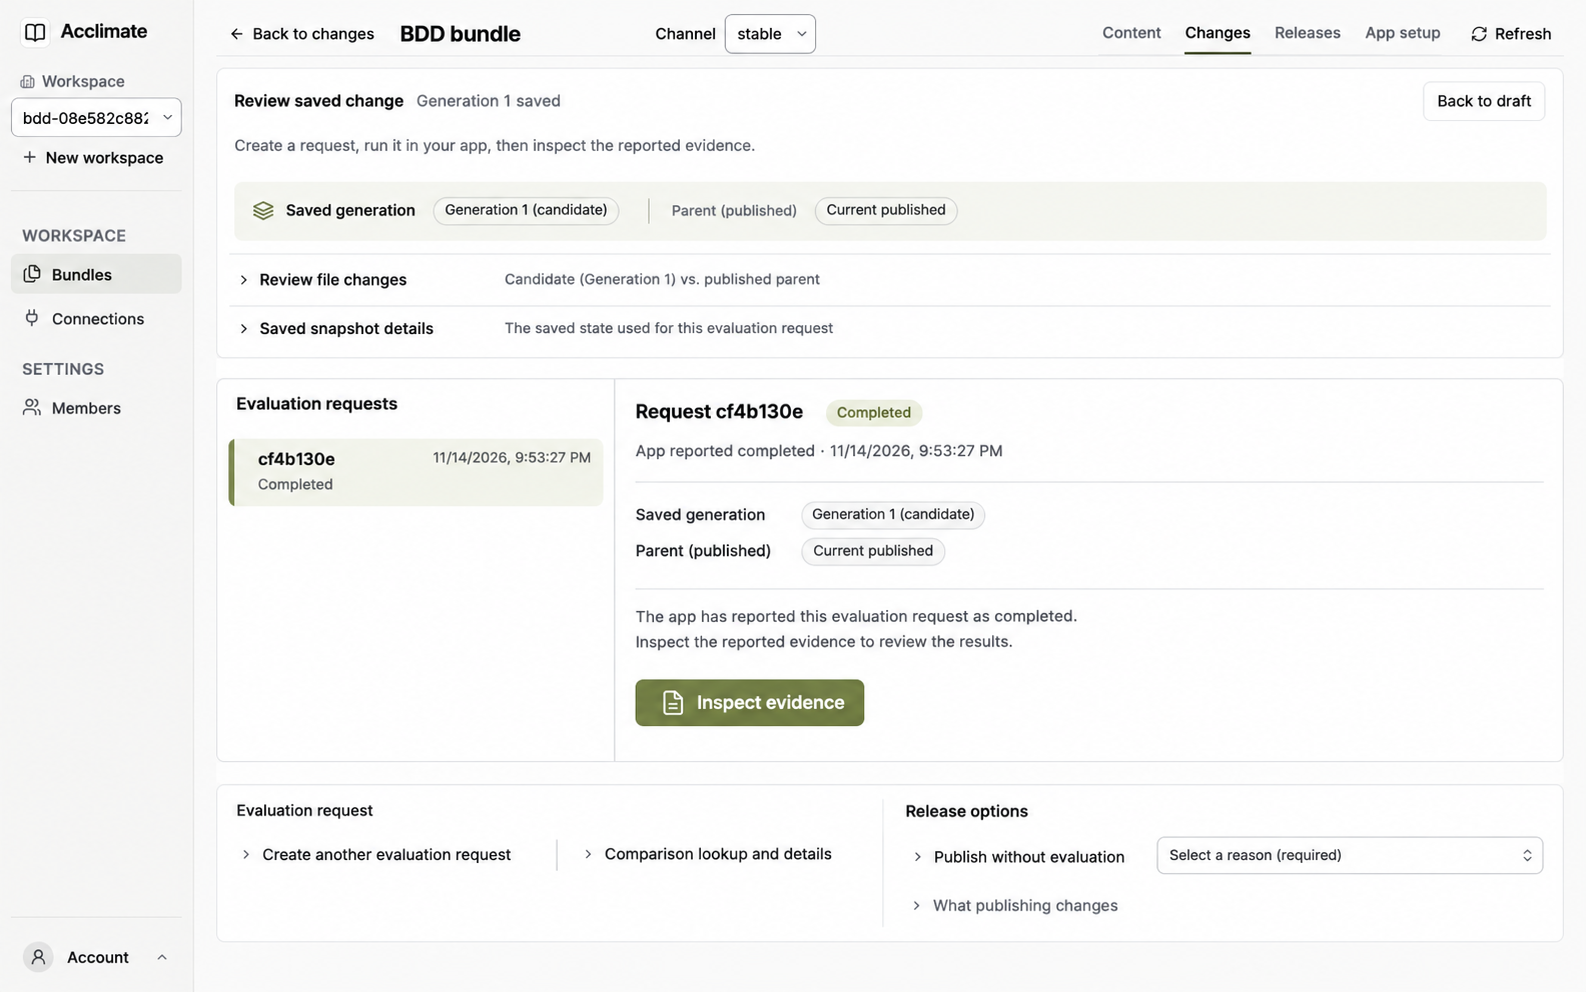 Acclimate
Workspace
bdd-08e582c882
New workspace
WORKSPACE
Bundles
Connections
SETTINGS
Members
Account
Back to changes
BDD bundle
Channel
stable
Content
Changes
Releases
App setup
Refresh
Review saved change
Generation 1 saved
Back to draft
Create a request, run it in your app, then inspect the reported evidence.
Saved generation
Generation 1 (candidate)
Parent (published)
Current published
Review file changes
Candidate (Generation 1) vs. published parent
Saved snapshot details
The saved state used for this evaluation request
Evaluation requests
cf4b130e
11/14/2026, 9:53:27 PM
Completed
Request cf4b130e
Completed
App reported completed · 11/14/2026, 9:53:27 PM
Saved generation
Generation 1 (candidate)
Parent (published)
Current published
The app has reported this evaluation request as completed.
Inspect the reported evidence to review the results.
Inspect evidence
Evaluation request
Create another evaluation request
Comparison lookup and details
Release options
Publish without evaluation
Select a reason (required)
What publishing changes